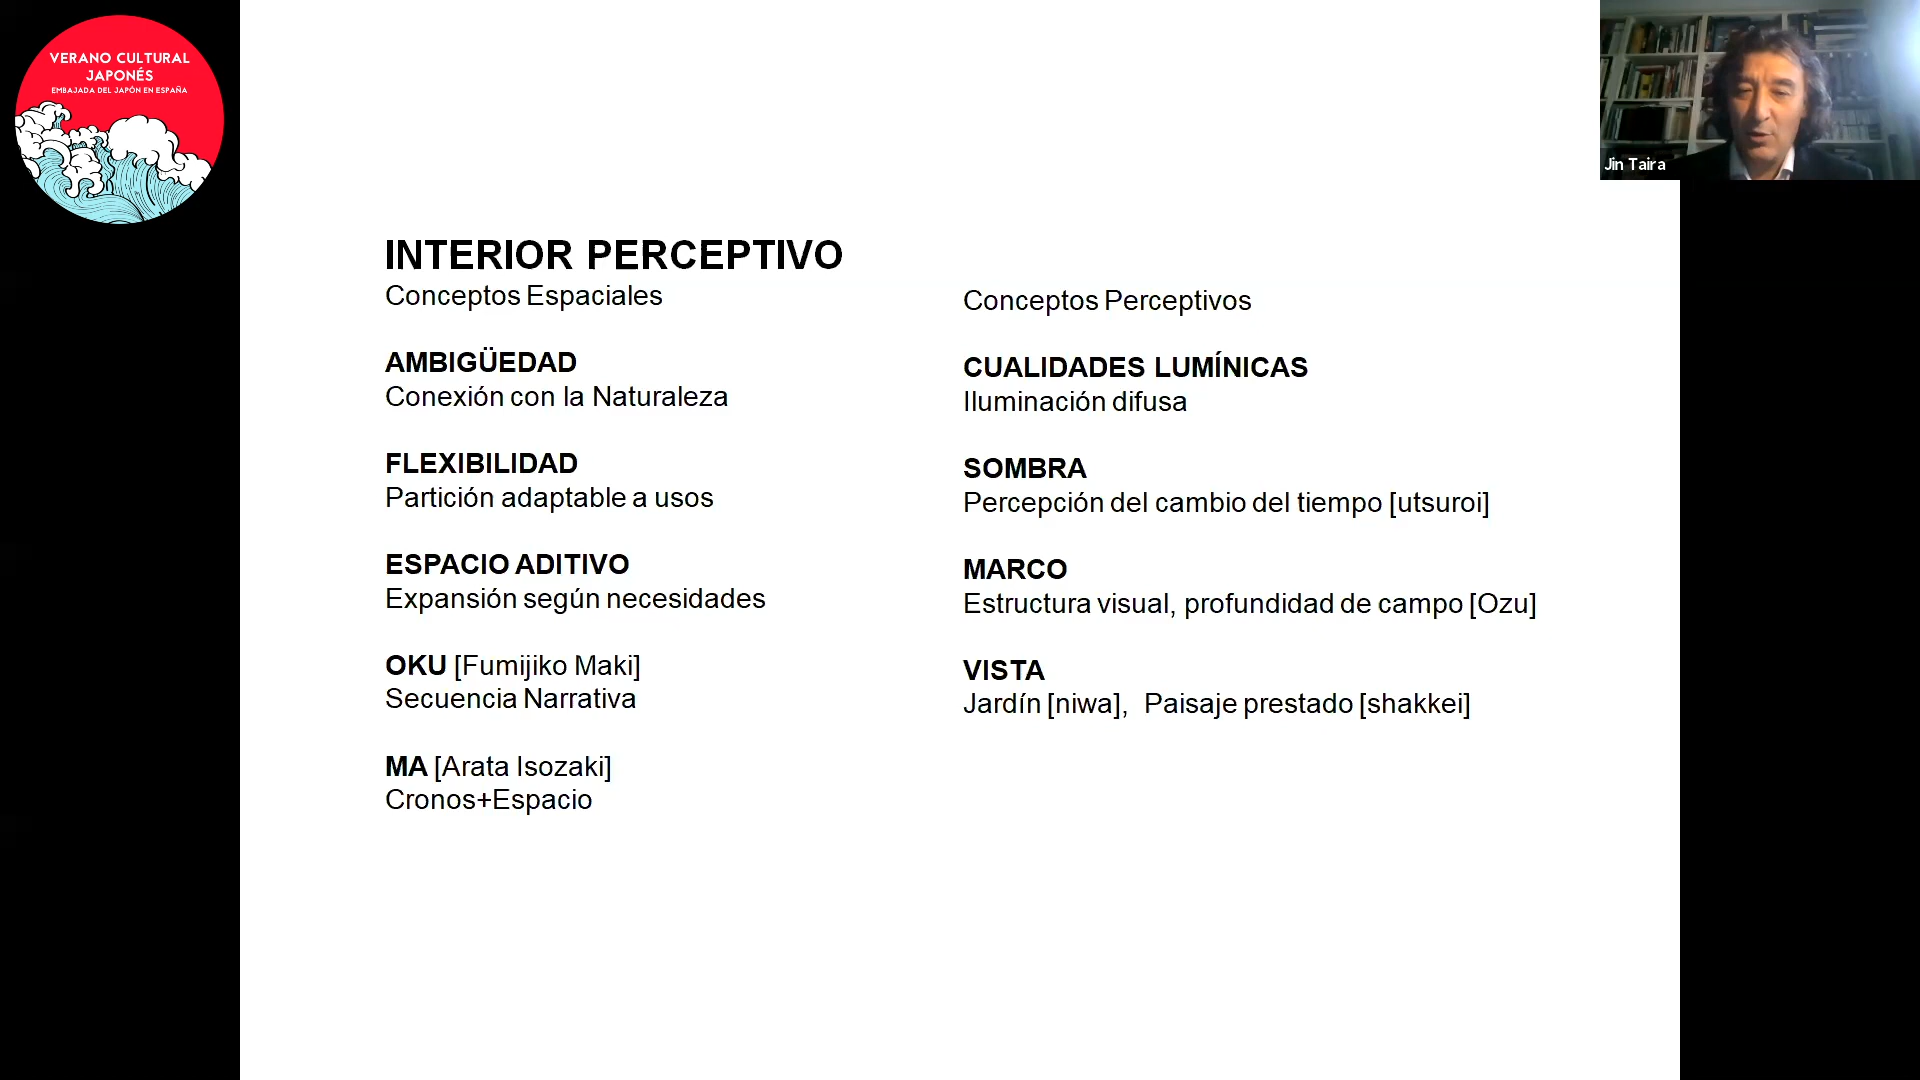 VERANO CULTURAL
JAPONÉS
EMBAJADA DEL JAPÓN EN ESPAÑA
Jin Taira
INTERIOR PERCEPTIVO
Conceptos Espaciales
AMBIGÜEDAD
Conexión con la Naturaleza
FLEXIBILIDAD
Partición adaptable a usos
ESPACIO ADITIVO
Expansión según necesidades
OKU [Fumijiko Maki]
Secuencia Narrativa
MA [Arata Isozaki]
Cronos+Espacio
Conceptos Perceptivos
CUALIDADES LUMÍNICAS
Iluminación difusa
SOMBRA
Percepción del cambio del tiempo [utsuroi]
MARCO
Estructura visual, profundidad de campo [Ozu]
VISTA
Jardín [niwa], Paisaje prestado [shakkei]